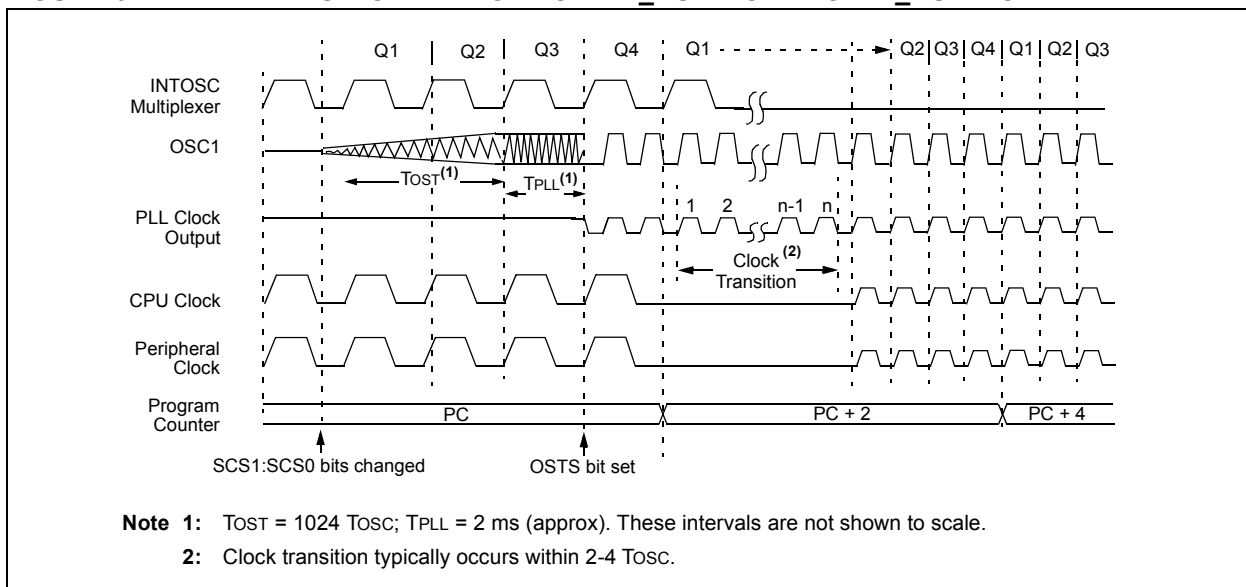 Q1 Q2 Q3 Q4 Q1 Q2 Q3 Q4 Q1 Q2 Q3
INTOSC
Multiplexer
OSC1
TOST(1) TPLL(1)
PLL Clock
Output
1 2 n-1 n
Clock(2)
Transition
CPU Clock
Peripheral
Clock
Program
Counter
PC PC + 2 PC + 4
SCS1:SCS0 bits changed OSTS bit set
Note 1: TOST = 1024 TOSC; TPLL = 2 ms (approx). These intervals are not shown to scale.
2: Clock transition typically occurs within 2-4 TOSC.